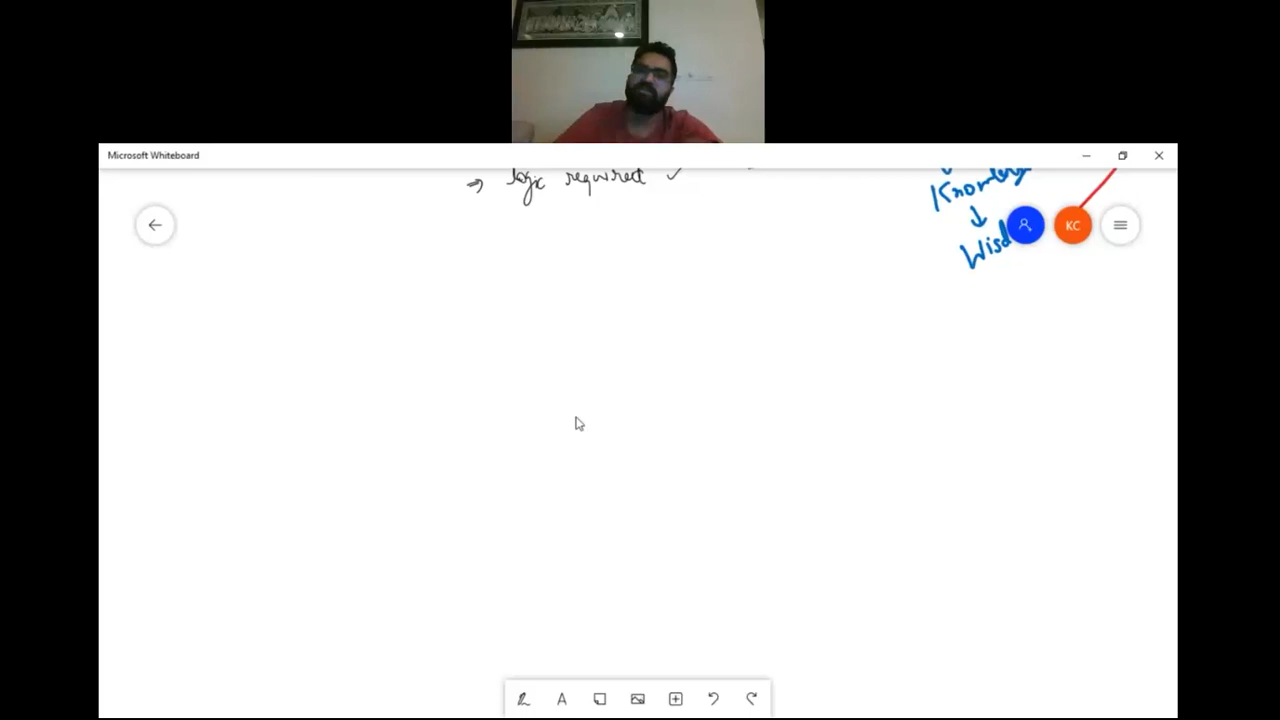 Microsoft Whiteboard
⇒ logic required ✓
Knowledge
↓
Wisd
KC
A